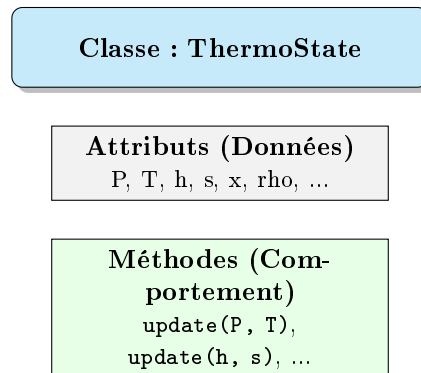 Classe : ThermoState
Attributs (Données)
P, T, h, s, x, rho, ...
Méthodes (Com-
portement)
update(P, T),
update(h, s), ...